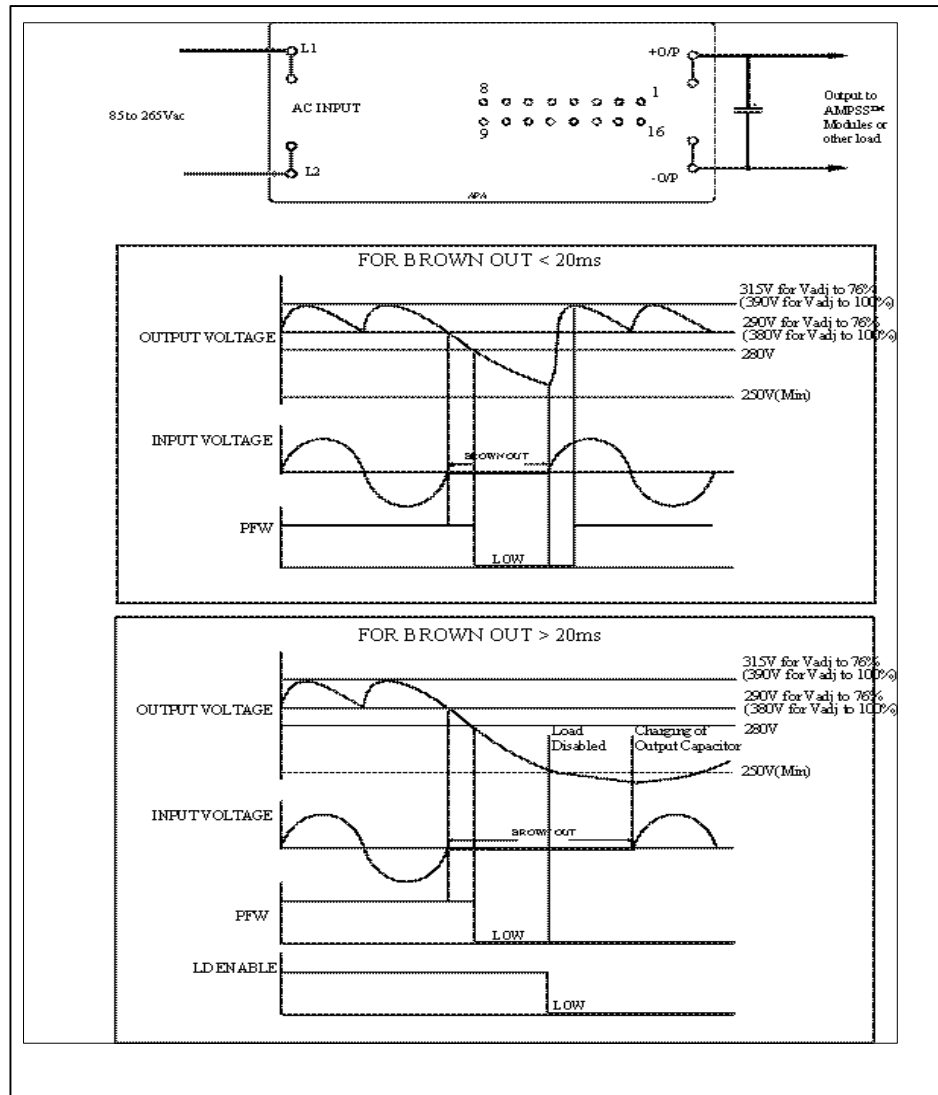 L1
+O/P
8
1
AC INPUT
85 to 265Vac
Output to
AMPSS™
Modules or
other load
9
16
L2
-O/P
APA
FOR BROWN OUT < 20ms
315V for Vadj to 76%
(390V for Vadj to 100%)
290V for Vadj to 76%
(380V for Vadj to 100%)
OUTPUT VOLTAGE
280V
250V(Min)
INPUT VOLTAGE
BROWN OUT
PFW
LOW
FOR BROWN OUT > 20ms
315V for Vadj to 76%
(390V for Vadj to 100%)
290V for Vadj to 76%
(380V for Vadj to 100%)
OUTPUT VOLTAGE
280V
Load
Disabled
Charging of
Output Capacitor
250V(Min)
INPUT VOLTAGE
BROWN OUT
PFW
LOW
LD ENABLE
LOW